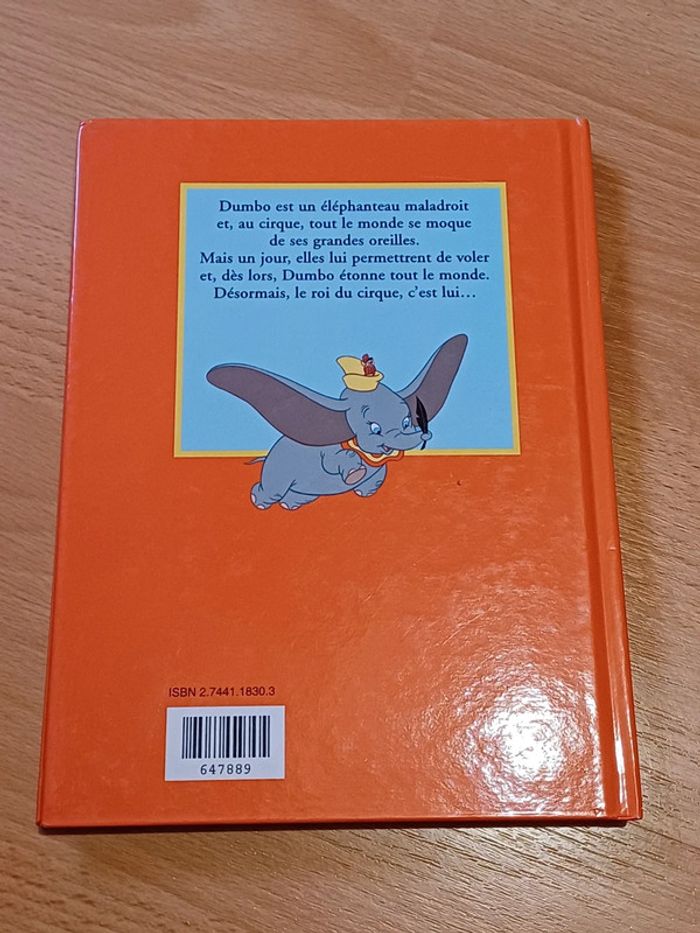 Dumbo est un éléphanteau maladroit
et, au cirque, tout le monde se moque
de ses grandes oreilles.
Mais un jour, elles lui permettrent de voler
et, dès lors, Dumbo étonne tout le monde.
Désormais, le roi du cirque, c'est lui…
ISBN 2.7441.1830.3
647889